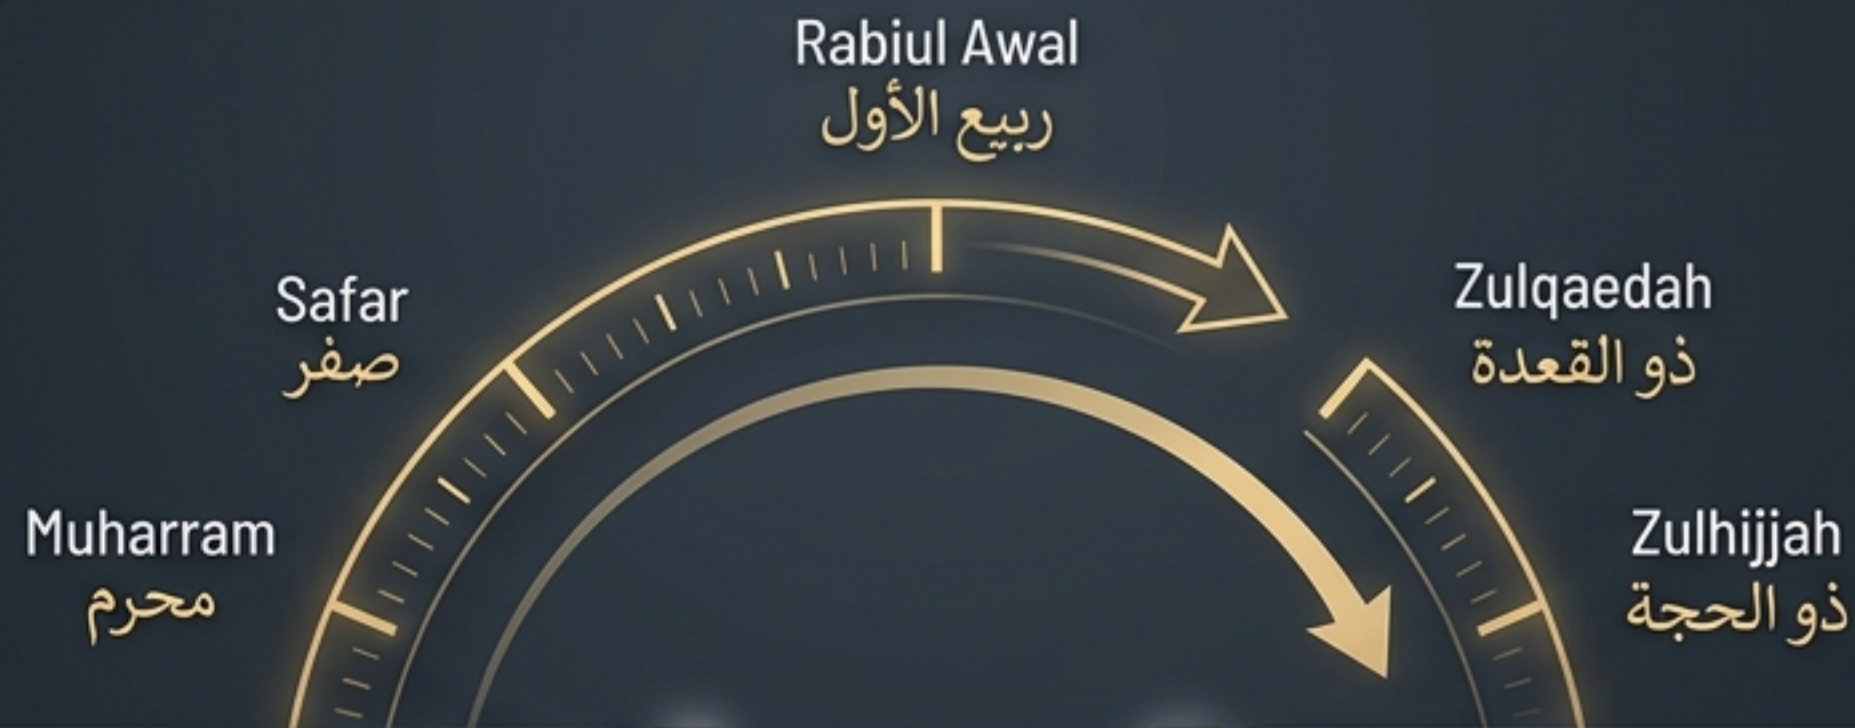 Rabiul Awal
ربيع الأول
Safar
صفر
Zulqaedah
ذو القعدة
Muharram
محرم
Zulhijjah
ذو الحجة